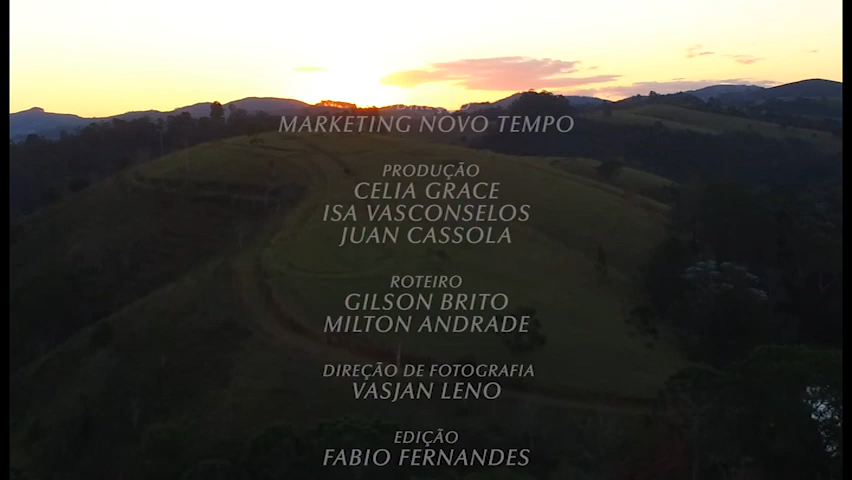 MARKETING NOVO TEMPO
PRODUÇÃO
CELIA GRACE
ISA VASCONSELOS
JUAN CASSOLA
ROTEIRO
GILSON BRITO
MILTON ANDRADE
DIREÇÃO DE FOTOGRAFIA
VASJAN LENO
EDIÇÃO
FABIO FERNANDES